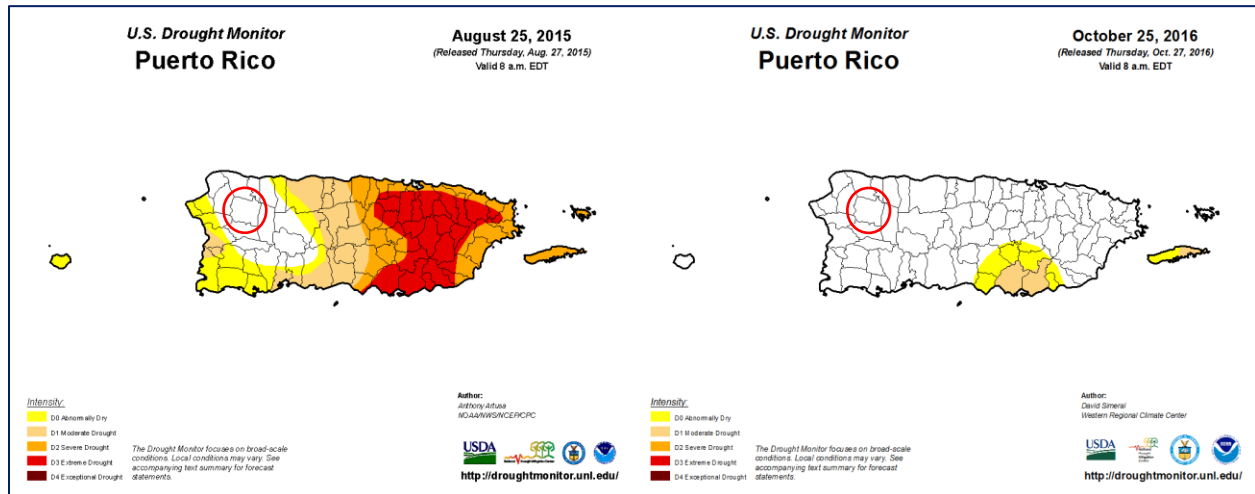 U.S. Drought Monitor
Puerto Rico
August 25, 2015
(Released Thursday, Aug. 27, 2015)
Valid 8 a.m. EDT
Intensity:
D0 Abnormally Dry
D1 Moderate Drought
D2 Severe Drought
D3 Extreme Drought
D4 Exceptional Drought
The Drought Monitor focuses on broad-scale
conditions. Local conditions may vary. See
accompanying text summary for forecast
statements.
Author:
Anthony Artusa
NOAA/NWS/NCEP/CPC
USDA
http://droughtmonitor.unl.edu/
U.S. Drought Monitor
Puerto Rico
October 25, 2016
(Released Thursday, Oct. 27, 2016)
Valid 8 a.m. EDT
Intensity:
D0 Abnormally Dry
D1 Moderate Drought
D2 Severe Drought
D3 Extreme Drought
D4 Exceptional Drought
The Drought Monitor focuses on broad-scale
conditions. Local conditions may vary. See
accompanying text summary for forecast
statements.
Author:
David Simeral
Western Regional Climate Center
USDA
http://droughtmonitor.unl.edu/